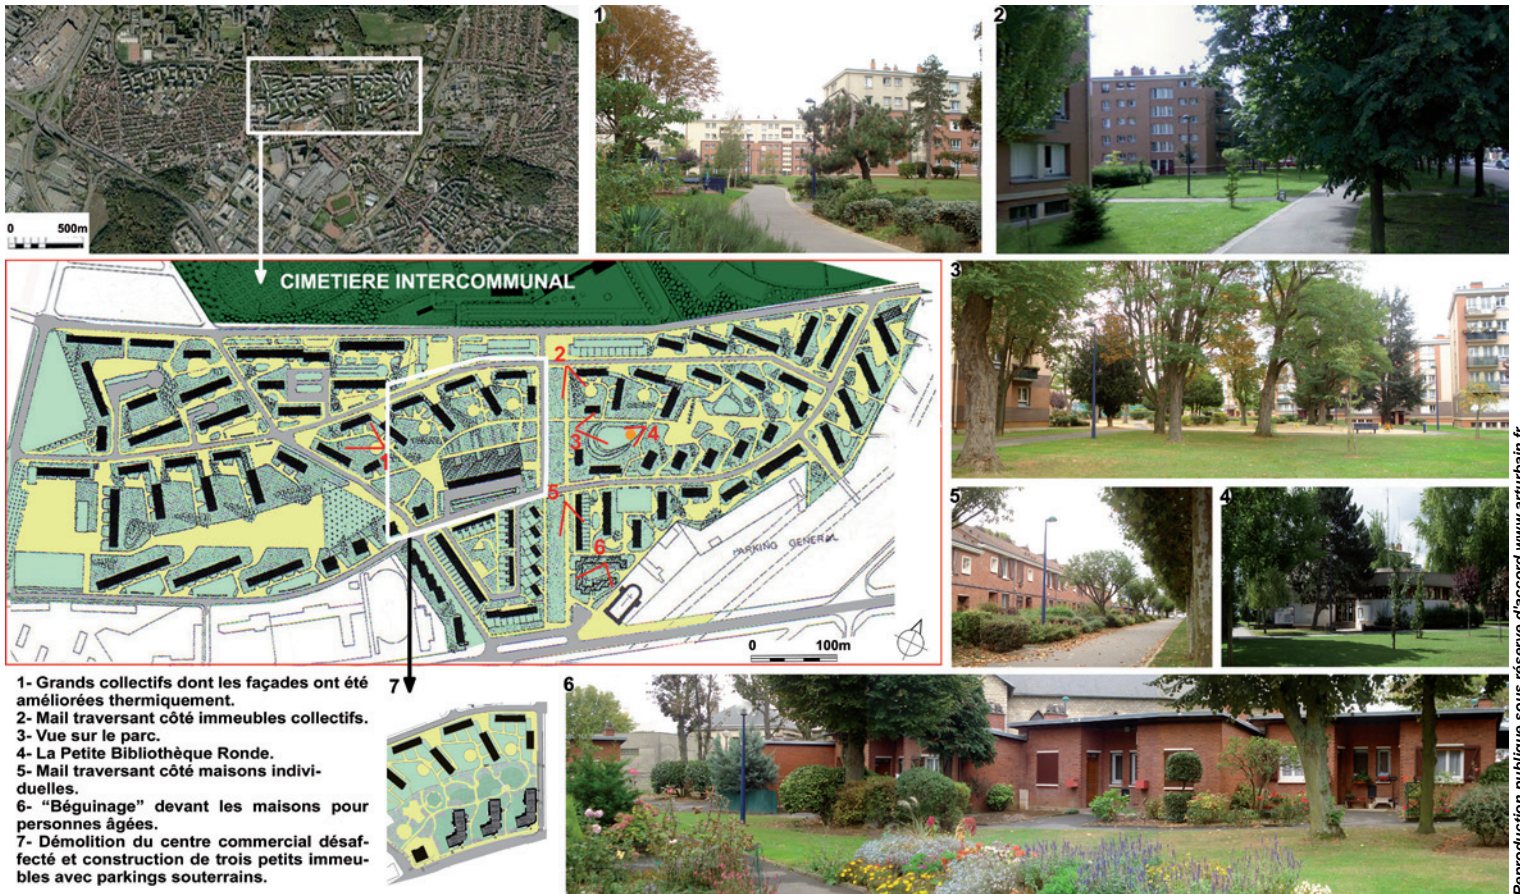 0 500m
1
2
CIMETIERE INTERCOMMUNAL
2
3
4
1
5
6
PARKING GENERAL
0 100m
3
5
4
1- Grands collectifs dont les façades ont été
améliorées thermiquement.
2- Mail traversant côté immeubles collectifs.
3- Vue sur le parc.
4- La Petite Bibliothèque Ronde.
5- Mail traversant côté maisons indivi-
duelles.
6- “Béguinage” devant les maisons pour
personnes âgées.
7- Démolition du centre commercial désaf-
fecté et construction de trois petits immeu-
bles avec parkings souterrains.
7
6
Reproduction publique sous réserve d'accord www.arturbain.fr